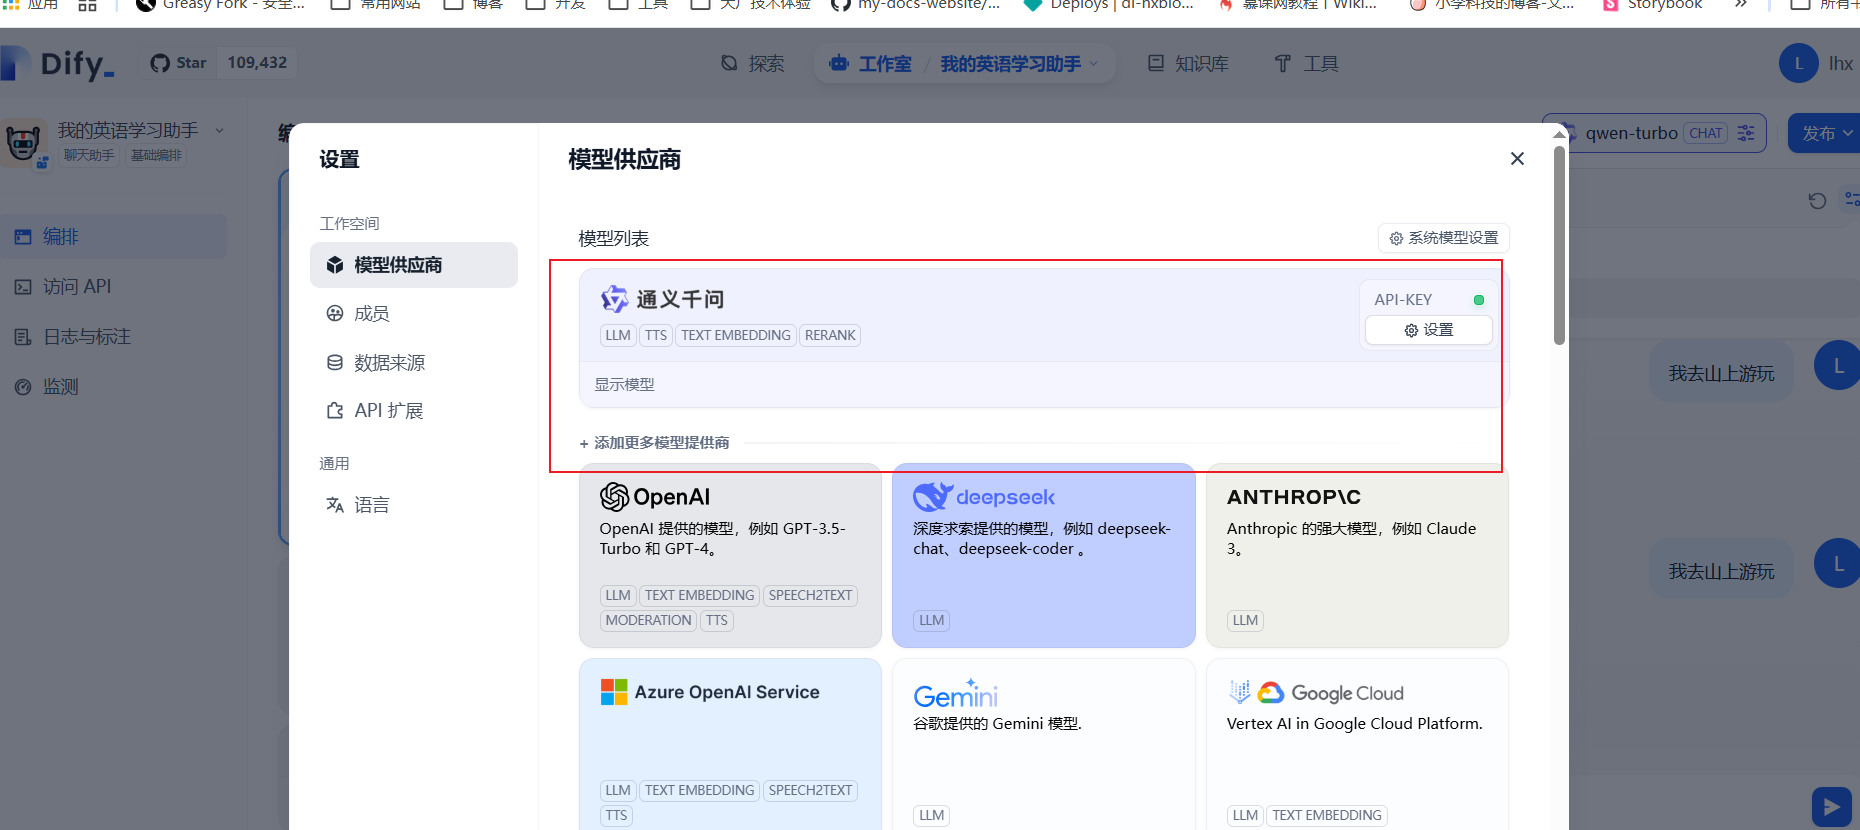 应用
Greasy Fork - 安全...
常用网站
博客
开发
工具
大厂技术体验
my-docs-website/...
Deploys | di-nxblo...
慕课网教程丨Wiki...
小李科技的博客-文...
Storybook
»
Dify_
Star 109,432
探索
工作室 / 我的英语学习助手
知识库
工具
L lhx
我的英语学习助手
聊天助手 基础编排
编排
访问 API
日志与标注
监测
qwen-turbo CHAT
发布
设置
工作空间
模型供应商
成员
数据来源
API 扩展
通用
语言
模型供应商
模型列表
系统模型设置
通义千问
LLM TTS TEXT EMBEDDING RERANK
API-KEY
设置
显示模型
+ 添加更多模型提供商
OpenAI
OpenAI 提供的模型，例如 GPT-3.5-
Turbo 和 GPT-4。
LLM TEXT EMBEDDING SPEECH2TEXT
MODERATION TTS
deepseek
深度求索提供的模型，例如 deepseek-
chat、deepseek-coder 。
LLM
ANTHROP\C
Anthropic 的强大模型，例如 Claude
3。
LLM
Azure OpenAI Service
LLM TEXT EMBEDDING SPEECH2TEXT
TTS
Gemini
谷歌提供的 Gemini 模型.
LLM
Google Cloud
Vertex AI in Google Cloud Platform.
LLM TEXT EMBEDDING
我去山上游玩
L
我去山上游玩
L